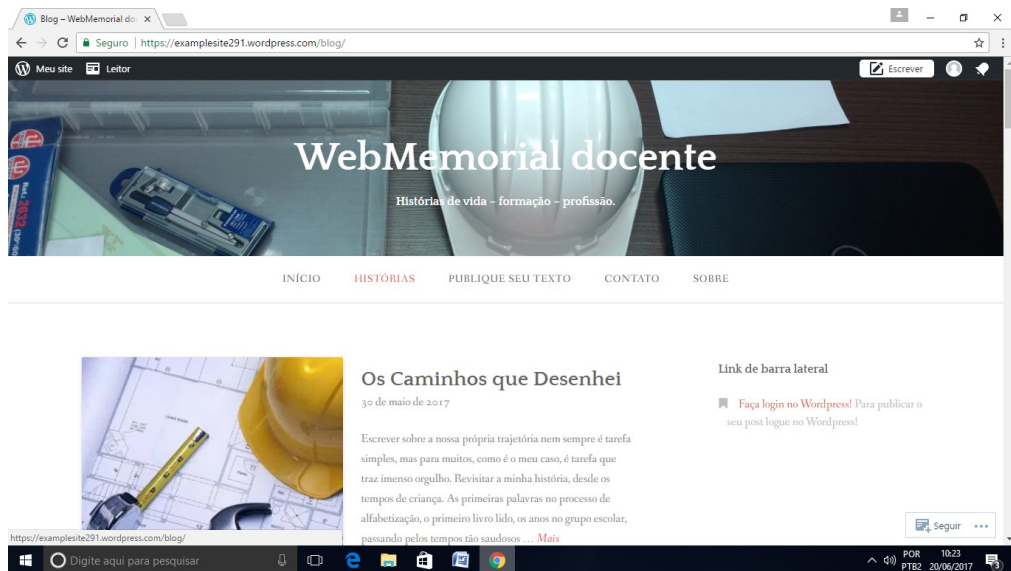 Blog – WebMemorial do
Seguro
https://examplesite291.wordpress.com/blog/
Meu site
Leitor
Escrever
2632
WebMemorial docente
Histórias de vida – formação – profissão.
INÍCIO
HISTÓRIAS
PUBLIQUE SEU TEXTO
CONTATO
SOBRE
Os Caminhos que Desenhei
30 de maio de 2017
Escrever sobre a nossa própria trajetória nem sempre é tarefa
simples, mas para muitos, como é o meu caso, é tarefa que
traz imenso orgulho. Revisitar a minha história, desde os
tempos de criança. As primeiras palavras no processo de
alfabetização, o primeiro livro lido, os anos no grupo escolar,
passando pelos tempos tão saudosos … Mais
Link de barra lateral
Faça login no Wordpress! Para publicar o
seu post logue no Wordpress!
Seguir
https://examplesite291.wordpress.com/blog/
Digite aqui para pesquisar
POR
PTB2
10:23
20/06/2017